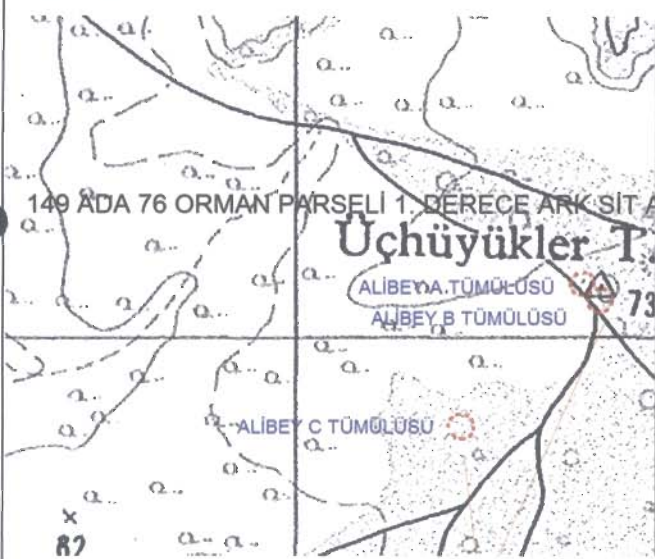 149 ADA 76 ORMAN PARSELİ 1. DERECE ARK SİT A
Üçhüyükler T.
ALİBEY A TÜMÜLÜSÜ
73
ALİBEY B TÜMÜLÜSÜ
ALİBEY C TÜMÜLÜSÜ
82